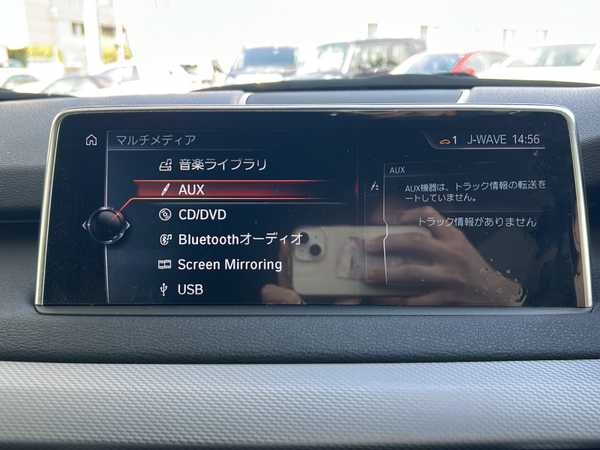 マルチメディア
1 J-WAVE 14:56
音楽ライブラリ
AUX
CD/DVD
Bluetoothオーディオ
Screen Mirroring
USB
AUX
AUX機器は、トラック情報の転送を
ートしていません。
トラック情報がありません